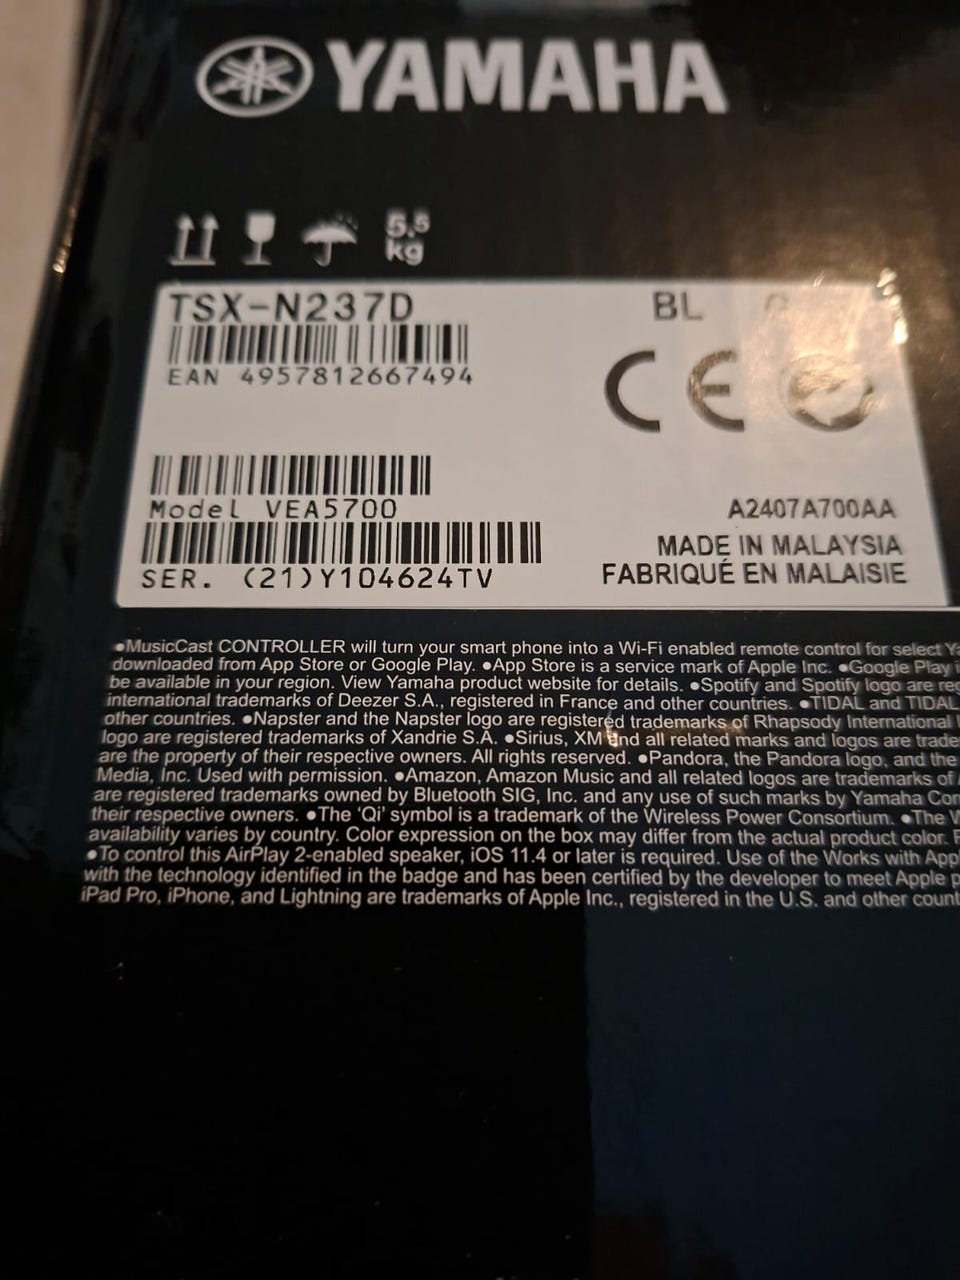 YAMAHA
5.5
kg
TSX-N237D
BL
EAN 4957812667494
CE
Model VEA5700
A2407A700AA
MADE IN MALAYSIA
SER. (21)Y104624TV
FABRIQUÉ EN MALAISIE
●MusicCast CONTROLLER will turn your smart phone into a Wi-Fi enabled remote control for select
downloaded from App Store or Google Play. ●App Store is a service mark of Apple Inc. ●Google Play
be available in your region. View Yamaha product website for details. ●Spotify and Spotify logo are
international trademarks of Deezer S.A., registered in France and other countries. ●TIDAL and TIDAL
other countries. ●Napster and the Napster logo are registered trademarks of Rhapsody International
logo are registered trademarks of Xandrie S.A. ●Sirius, XM and all related marks and logos are trade
are the property of their respective owners. All rights reserved. ●Pandora, the Pandora logo, and the
Media, Inc. Used with permission. ●Amazon, Amazon Music and all related logos are trademarks of
are registered trademarks owned by Bluetooth SIG, Inc. and any use of such marks by Yamaha Cor
their respective owners. ●The 'Qi' symbol is a trademark of the Wireless Power Consortium. ●The W
availability varies by country. Color expression on the box may differ from the actual product color.
●To control this AirPlay 2-enabled speaker, iOS 11.4 or later is required. Use of the Works with App
with the technology identified in the badge and has been certified by the developer to meet Apple p
iPad Pro, iPhone, and Lightning are trademarks of Apple Inc., registered in the U.S. and other count